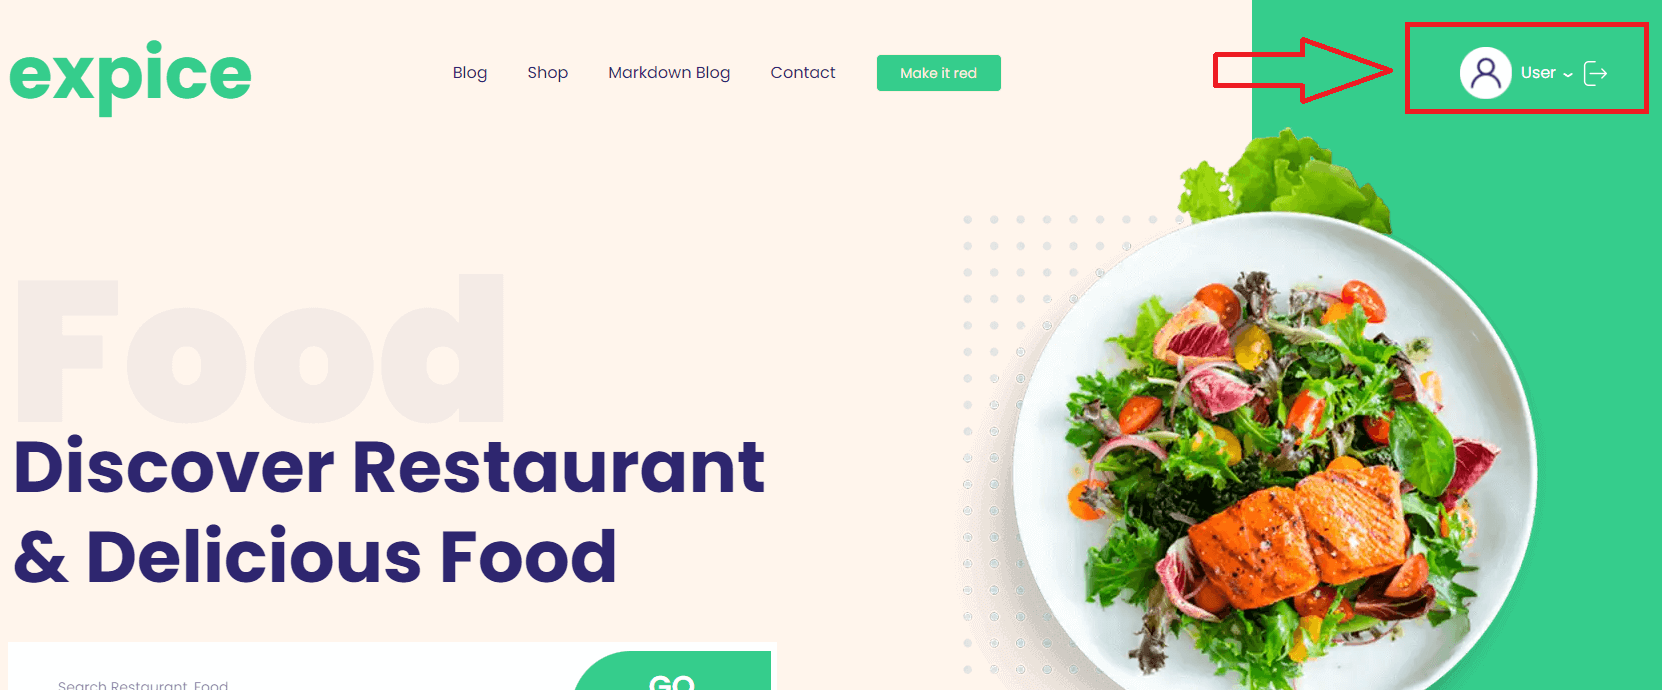 expice
Blog
Shop
Markdown Blog
Contact
Make it red
User
Food
Discover Restaurant
& Delicious Food
Search Restaurant, Food
GO